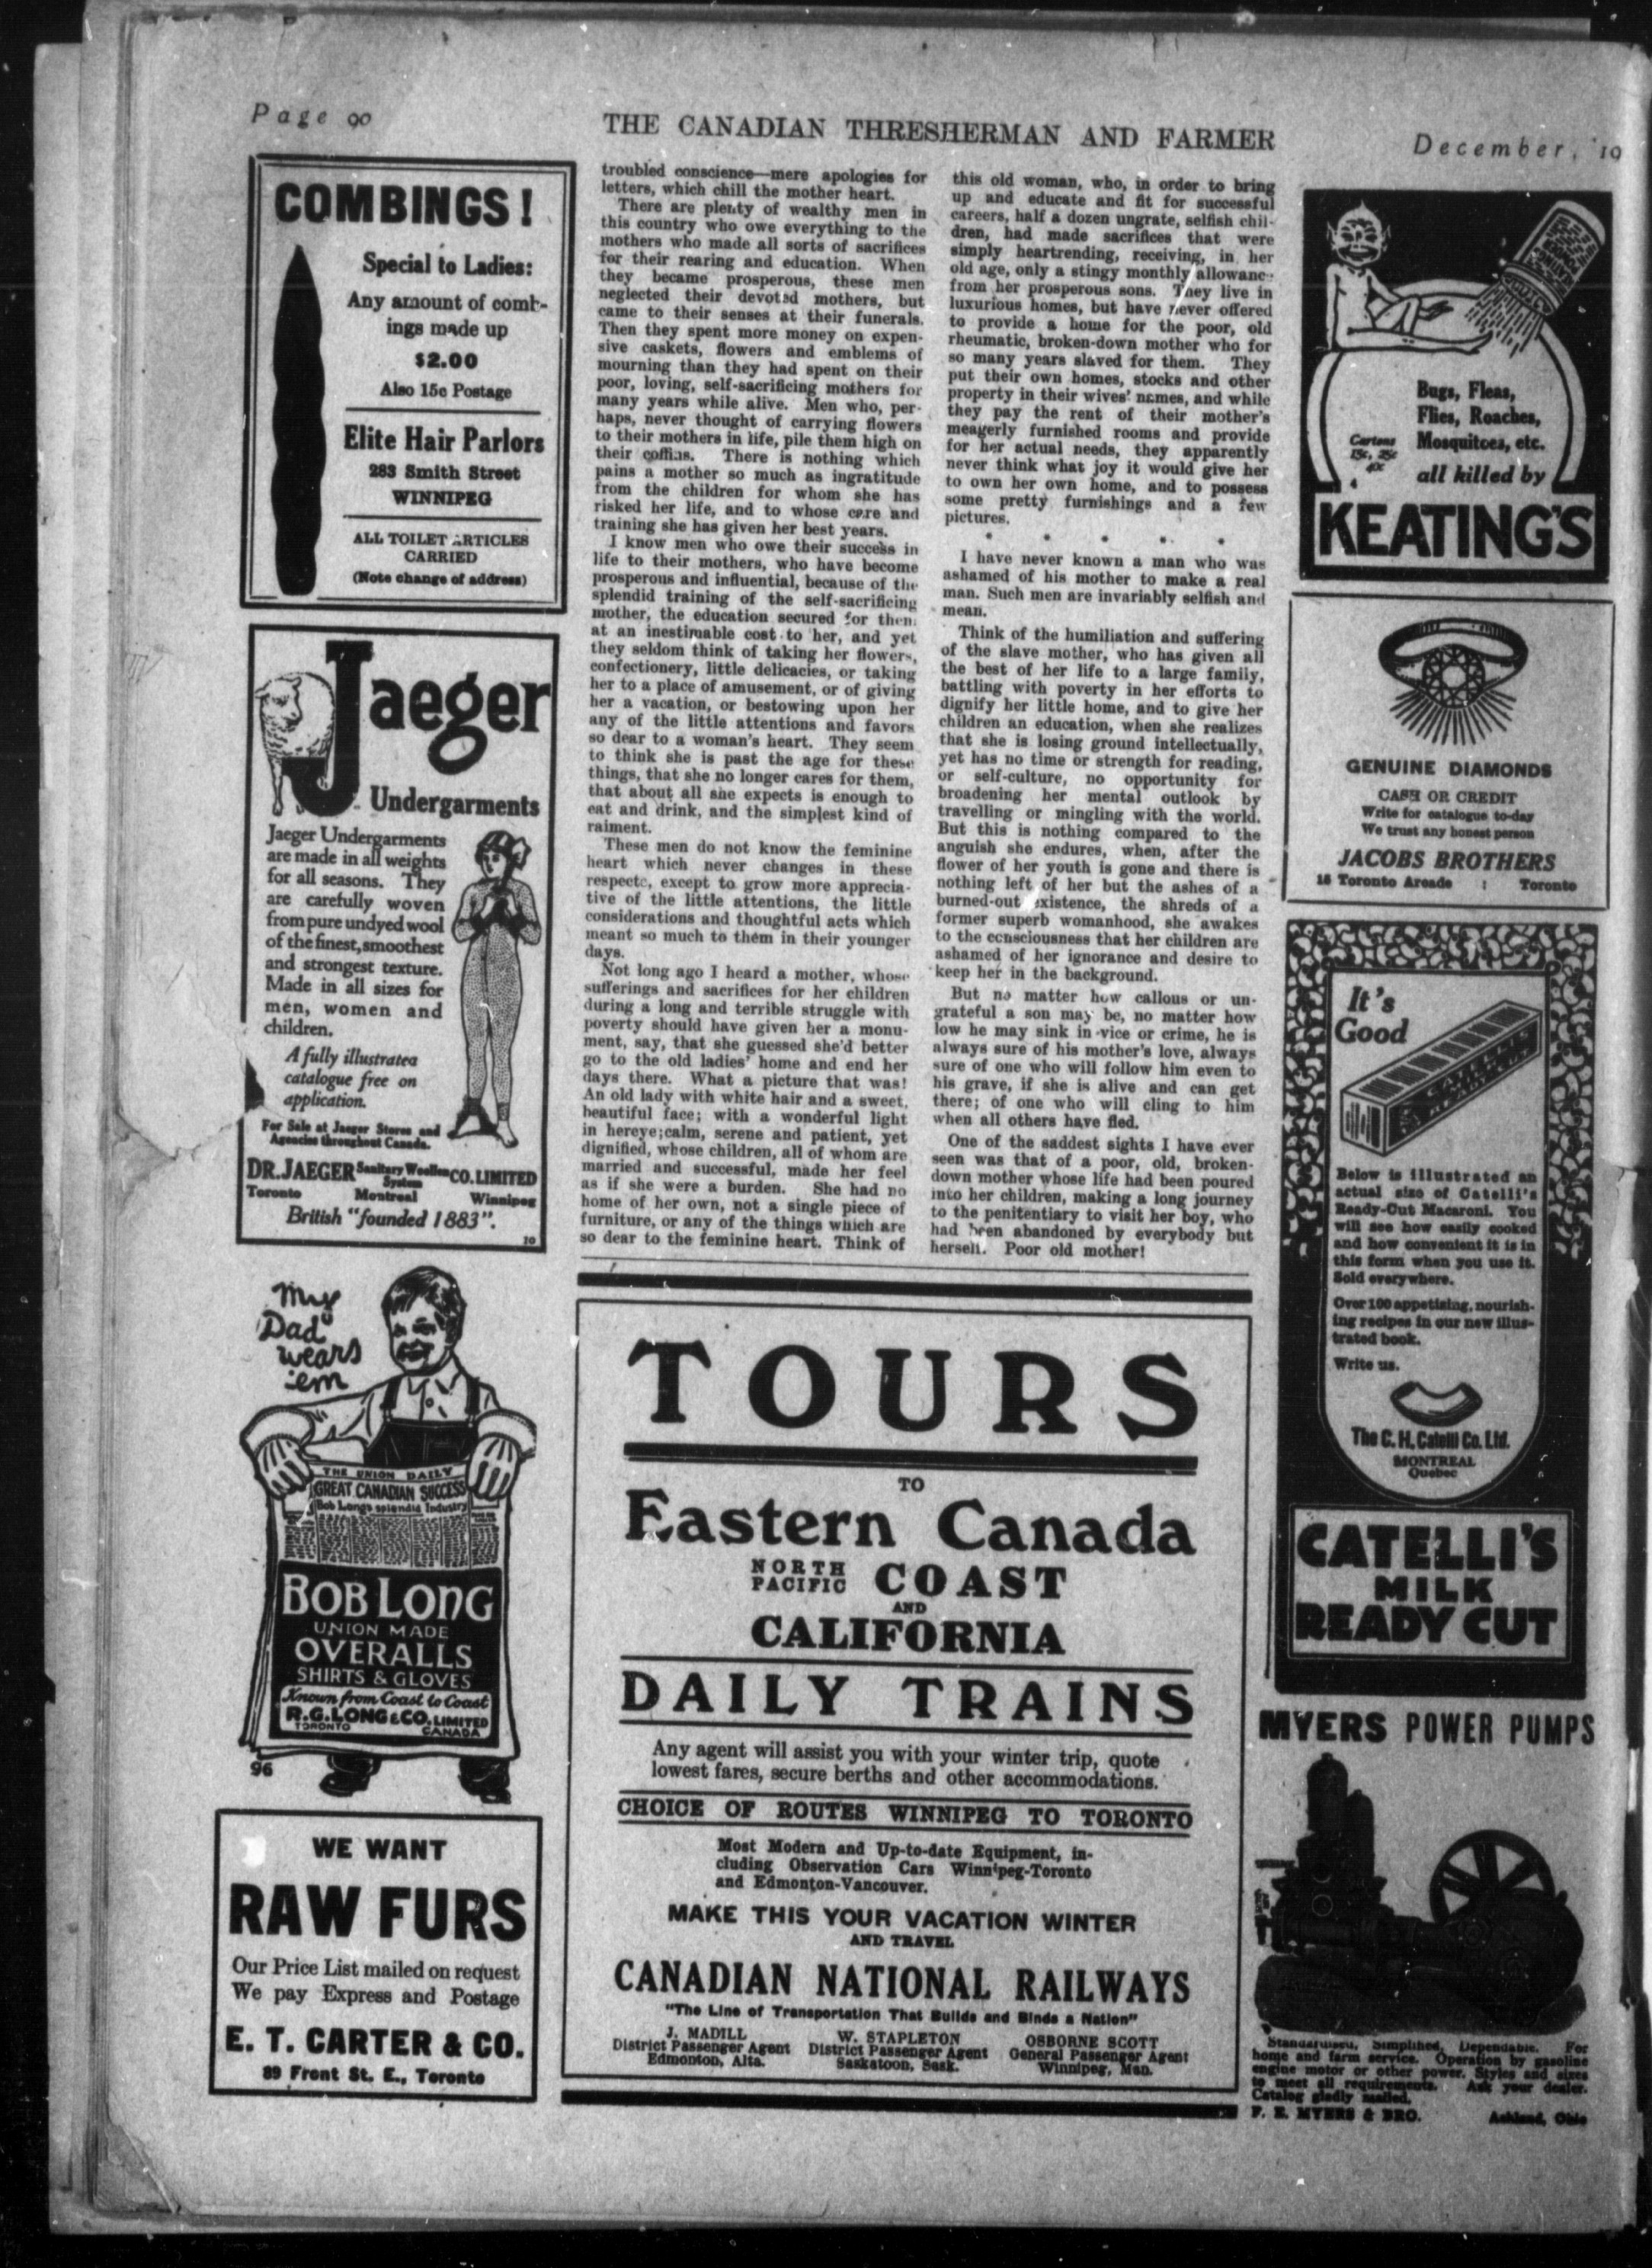 Page 90
THE CANADIAN THRESHERMAN AND FARMER
December, '19
COMBINGS!
Special to Ladies:
Any amount of comb-
ings made up
$2.00
Also 15c Postage
Elite Hair Parlors
283 Smith Street
WINNIPEG
ALL TOILET ARTICLES
CARRIED
(Note change of address)
Jaeger
Undergarments
Jaeger Undergarments
are made in all weights
for all seasons. They
are carefully woven
from pure undyed wool
of the finest, smoothest
and strongest texture.
Made in all sizes for
men, women and
children.
A fully illustrated
catalogue free on
application.
For Sale at Jaeger Stores and
Agencies throughout Canada.
DR. JAEGER Sanitary Woollen System CO. LIMITED
Toronto Montreal Winnipeg
British "founded 1883".
10
My
Dad
wears
'em
THE UNION DAILY
GREAT CANADIAN SUCCESS
Bob Long's splendid Industry
BOB LONG
UNION MADE
OVERALLS
SHIRTS & GLOVES
Known from Coast to Coast
R.G. LONG & CO. LIMITED
TORONTO CANADA
96
WE WANT
RAW FURS
Our Price List mailed on request
We pay Express and Postage
E. T. CARTER & CO.
89 Front St. E., Toronto
troubled conscience—mere apologies for
letters, which chill the mother heart.
There are plenty of wealthy men in
this country who owe everything to the
mothers who made all sorts of sacrifices
for their rearing and education. When
they became prosperous, these men
neglected their devoted mothers, but
came to their senses at their funerals.
Then they spent more money on expen-
sive caskets, flowers and emblems of
mourning than they had spent on their
poor, loving, self-sacrificing mothers for
many years while alive. Men who, per-
haps, never thought of carrying flowers
to their mothers in life, pile them high on
their coffins. There is nothing which
pains a mother so much as ingratitude
from the children for whom she has
risked her life, and to whose care and
training she has given her best years.
I know men who owe their success in
life to their mothers, who have become
prosperous and influential, because of the
splendid training of the self-sacrificing
mother, the education secured for them
at an inestimable cost to her, and yet
they seldom think of taking her flowers,
confectionery, little delicacies, or taking
her to a place of amusement, or of giving
her a vacation, or bestowing upon her
any of the little attentions and favors
so dear to a woman's heart. They seem
to think she is past the age for these
things, that she no longer cares for them,
that about all she expects is enough to
eat and drink, and the simplest kind of
raiment.
These men do not know the feminine
heart which never changes in these
respects, except to grow more apprecia-
tive of the little attentions, the little
considerations and thoughtful acts which
meant so much to them in their younger
days.
Not long ago I heard a mother, whose
sufferings and sacrifices for her children
during a long and terrible struggle with
poverty should have given her a monu-
ment, say, that she guessed she'd better
go to the old ladies' home and end her
days there. What a picture that was!
An old lady with white hair and a sweet,
beautiful face; with a wonderful light
in hereye;calm, serene and patient, yet
dignified, whose children, all of whom are
married and successful, made her feel
as if she were a burden. She had no
home of her own, not a single piece of
furniture, or any of the things which are
so dear to the feminine heart. Think of
this old woman, who, in order to bring
up and educate and fit for successful
careers, half a dozen ungrate, selfish chil-
dren, had made sacrifices that were
simply heartrending, receiving, in her
old age, only a stingy monthly allowance
from her prosperous sons. They live in
luxurious homes, but have never offered
to provide a home for the poor, old
rheumatic, broken-down mother who for
so many years slaved for them. They
put their own homes, stocks and other
property in their wives' names, and while
they pay the rent of their mother's
meagerly furnished rooms and provide
for her actual needs, they apparently
never think what joy it would give her
to own her own home, and to possess
some pretty furnishings and a few
pictures.
* * * * *
I have never known a man who was
ashamed of his mother to make a real
man. Such men are invariably selfish and
mean.
Think of the humiliation and suffering
of the slave mother, who has given all
the best of her life to a large family,
battling with poverty in her efforts to
dignify her little home, and to give her
children an education, when she realizes
that she is losing ground intellectually,
yet has no time or strength for reading,
or self-culture, no opportunity for
broadening her mental outlook by
travelling or mingling with the world.
But this is nothing compared to the
anguish she endures, when, after the
flower of her youth is gone and there is
nothing left of her but the ashes of a
burned-out existence, the shreds of a
former superb womanhood, she awakes
to the consciousness that her children are
ashamed of her ignorance and desire to
keep her in the background.
But no matter how callous or un-
grateful a son may be, no matter how
low he may sink in vice or crime, he is
always sure of his mother's love, always
sure of one who will follow him even to
his grave, if she is alive and can get
there; of one who will cling to him
when all others have fled.
One of the saddest sights I have ever
seen was that of a poor, old, broken-
down mother whose life had been poured
into her children, making a long journey
to the penitentiary to visit her boy, who
had been abandoned by everybody but
herself. Poor old mother!
TOURS
TO
Eastern Canada
NORTH PACIFIC COAST
AND
CALIFORNIA
DAILY TRAINS
Any agent will assist you with your winter trip, quote
lowest fares, secure berths and other accommodations.
CHOICE OF ROUTES WINNIPEG TO TORONTO
Most Modern and Up-to-date Equipment, in-
cluding Observation Cars Winnipeg-Toronto
and Edmonton-Vancouver.
MAKE THIS YOUR VACATION WINTER
AND TRAVEL
CANADIAN NATIONAL RAILWAYS
"The Line of Transportation That Builds and Binds a Nation"
J. MADILL
District Passenger Agent
Edmonton, Alta.
W. STAPLETON
District Passenger Agent
Saskatoon, Sask.
OSBORNE SCOTT
General Passenger Agent
Winnipeg, Man.
KEATING'S
Bugs, Fleas,
Flies, Roaches,
Mosquitoes, etc.
all killed by
Cartons
15c, 25c
40c
4
KEATING'S
GENUINE DIAMONDS
CASH OR CREDIT
Write for catalogue to-day
We trust any honest person
JACOBS BROTHERS
15 Toronto Arcade : Toronto
It's
Good
Below is illustrated an
actual size of Catelli's
Ready-Cut Macaroni. You
will see how easily cooked
and how convenient it is in
this form when you use it.
Sold everywhere.
Over 100 appetizing, nourish-
ing recipes in our new illus-
trated book.
Write us.
The C. H. Catelli Co. Ltd.
MONTREAL
Quebec
CATELLI'S
MILK
READY CUT
MYERS POWER PUMPS
Standardized, Simplified, Dependable. For
home and farm service. Operation by gasoline
engine motor or other power. Styles and sizes
to meet all requirements. Ask your dealer.
Catalog gladly mailed.
F. E. MYERS & BRO. Ashland, Ohio